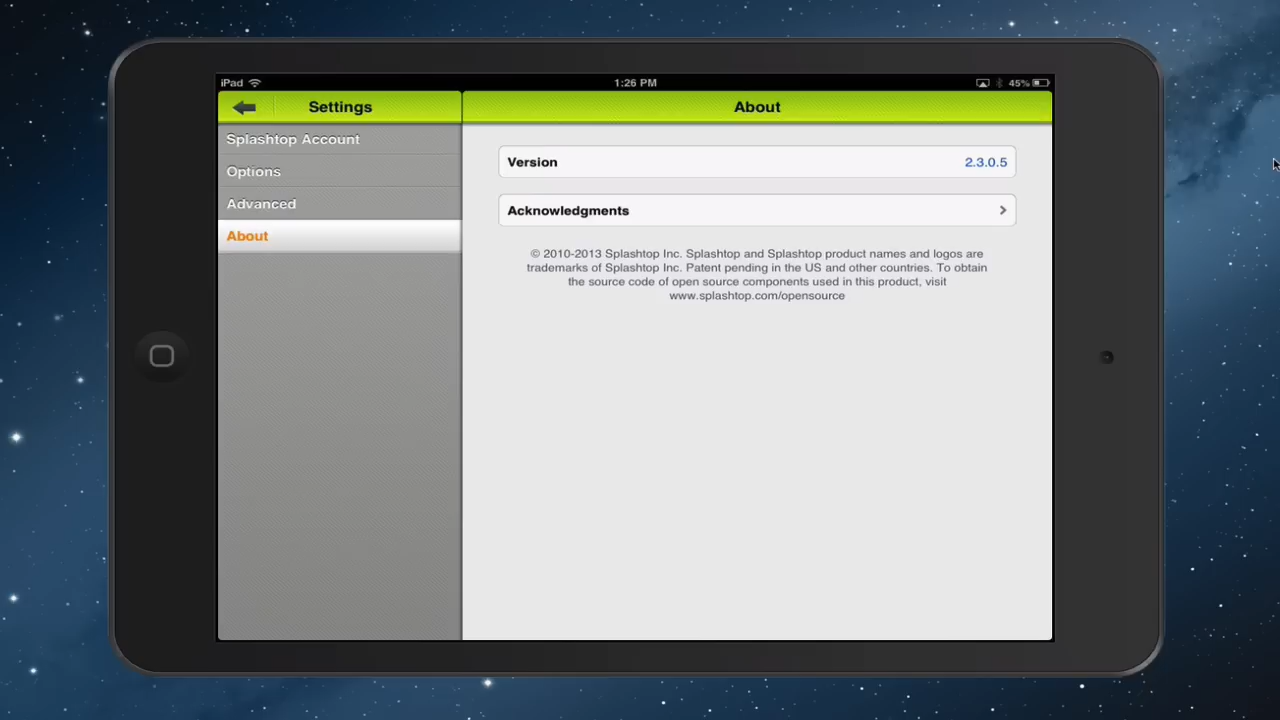 iPad
1:26 PM
45%
Settings
About
Splashtop Account
Options
Advanced
About
Version
2.3.0.5
Acknowledgments
© 2010-2013 Splashtop Inc. Splashtop and Splashtop product names and logos are
trademarks of Splashtop Inc. Patent pending in the US and other countries. To obtain
the source code of open source components used in this product, visit
www.splashtop.com/opensource